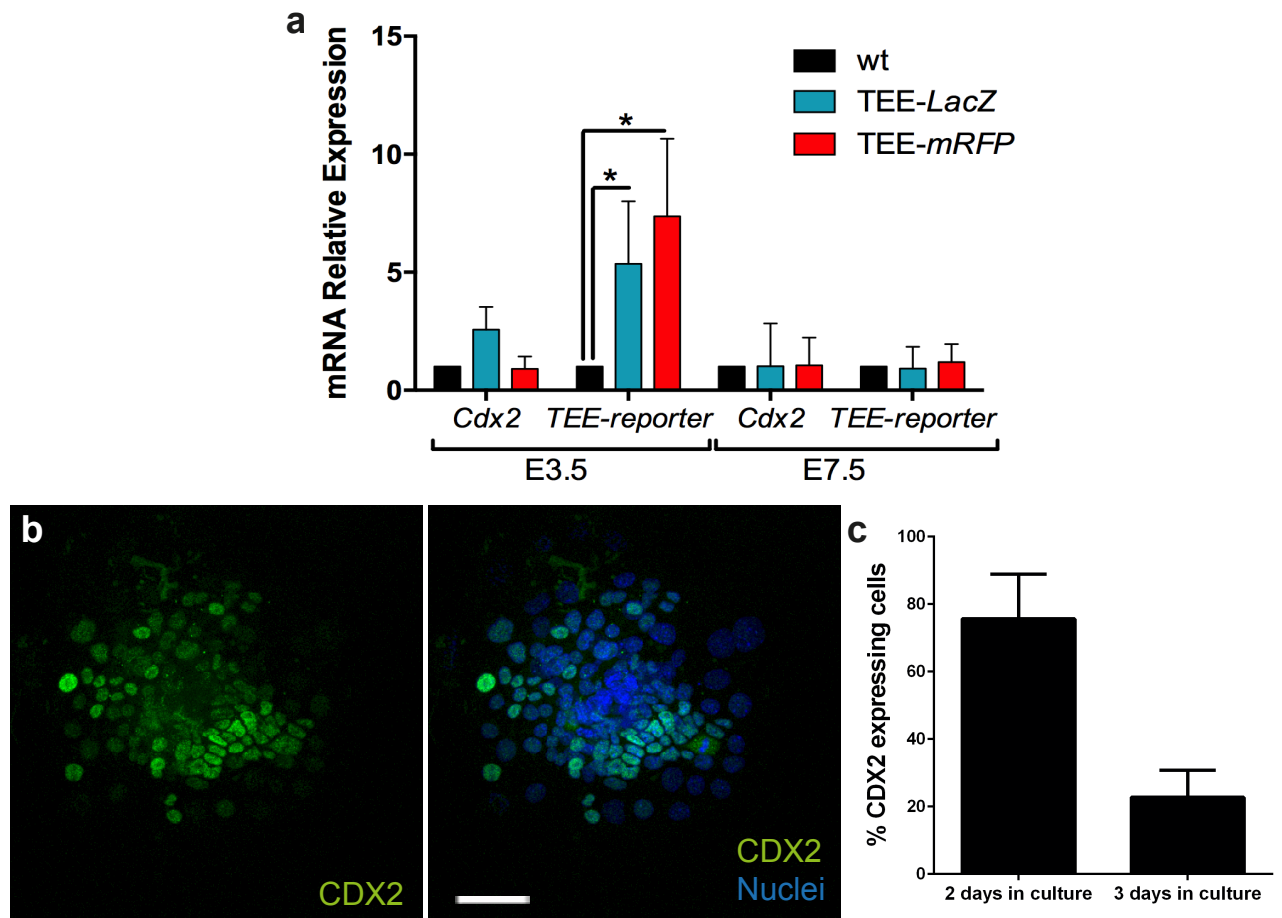 a
mRNA Relative Expression
15
10
5
0
wt
TEE-LacZ
TEE-mRFP
*
*
Cdx2 TEE-reporter Cdx2 TEE-reporter
E3.5 E7.5
b
CDX2
CDX2
Nuclei
c
% CDX2 expressing cells
100
80
60
40
20
0
2 days in culture 3 days in culture